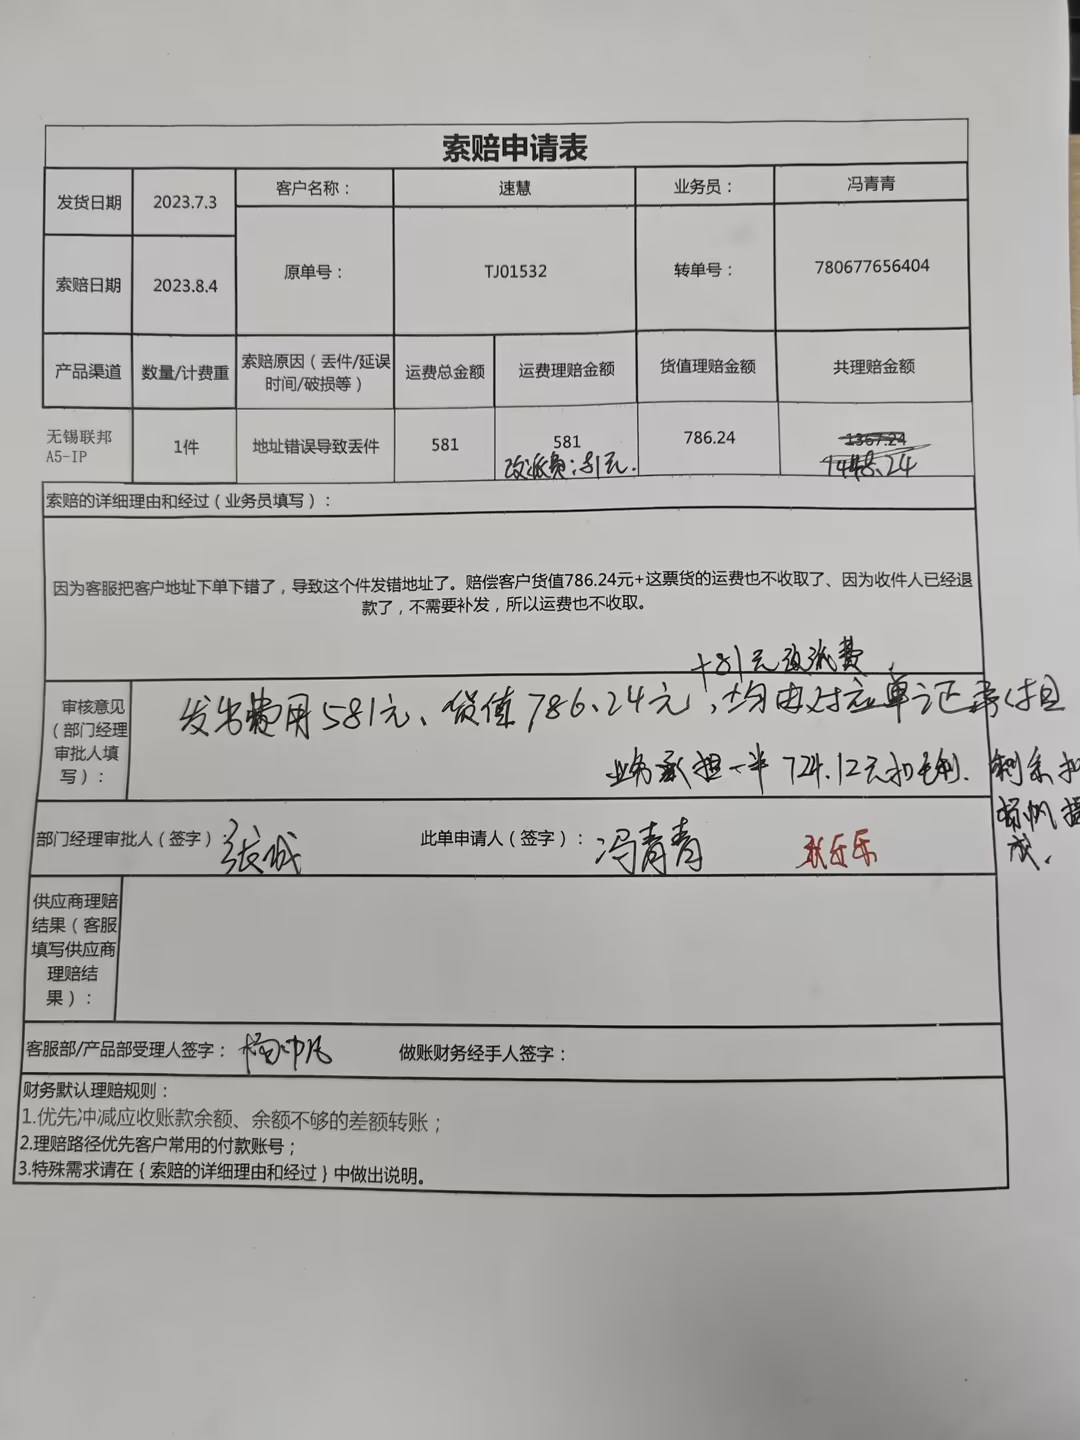 索赔申请表
发货日期 2023.7.3 客户名称： 速慧 业务员： 冯青青
索赔日期 2023.8.4 原单号： TJ01532 转单号： 780677656404
产品渠道 数量/计费重 索赔原因（丢件/延误时间/破损等） 运费总金额 运费理赔金额 货值理赔金额 共理赔金额
无锡联邦A5-IP 1件 地址错误导致丢件 581 581 786.24 1367.24
改派费：81元. 1448.24
索赔的详细理由和经过（业务员填写）：
因为客服把客户地址下单下错了，导致这个件发错地址了。赔偿客户货值786.24元+这票货的运费也不收取了、因为收件人已经退
款了，不需要补发，所以运费也不收取。
+81元改派费
审核意见（部门经理审批人填写）：
发出费用581元、货值786.24元，均由对应单证承担
业务承担一半 724.12元扣毛利. 剩余扣
杨帆提
成.
部门经理审批人（签字） 张诚 此单申请人（签字）： 冯青青 张乐乐
供应商理赔结果（客服填写供应商理赔结果）：
客服部/产品部受理人签字： 做账财务经手人签字：
财务默认理赔规则：
1.优先冲减应收账款余额、余额不够的差额转账；
2.理赔路径优先客户常用的付款账号；
3.特殊需求请在{索赔的详细理由和经过}中做出说明。